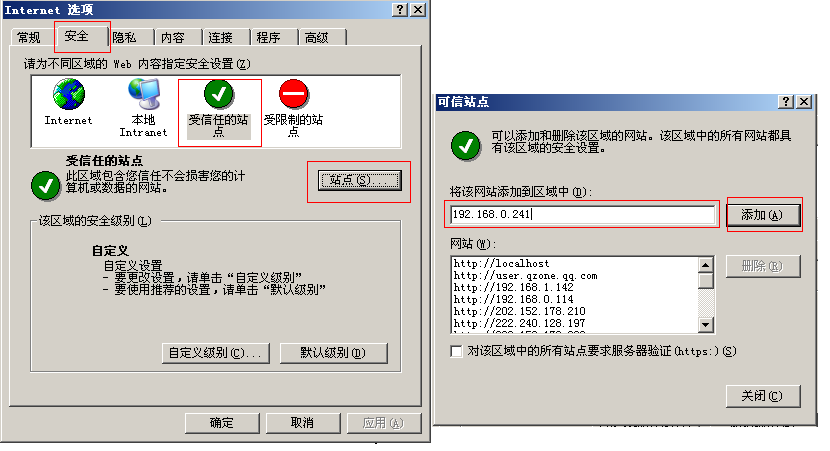 Internet 选项
常规
安全
隐私
内容
连接
程序
高级
请为不同区域的 Web 内容指定安全设置(Z)
Internet
本地
Intranet
受信任的站
点
受限制的站
点
受信任的站点
此区域包含您信任不会损害您的计
算机或数据的网站。
站点(S)...
该区域的安全级别(L)
自定义
自定义设置
- 要更改设置，请单击“自定义级别”
- 要使用推荐的设置，请单击“默认级别”
自定义级别(C)...
默认级别(D)
确定
取消
应用(A)
可信站点
可以添加和删除该区域的网站。该区域中的所有网站都具
有该区域的安全设置。
将该网站添加到区域中(D):
192.168.0.241
添加(A)
网站(W):
http://localhost
http://user.qzone.qq.com
http://192.168.1.142
http://192.168.0.114
http://202.152.178.210
http://222.240.128.197
删除(R)
对该区域中的所有站点要求服务器验证(https:)(S)
关闭(C)